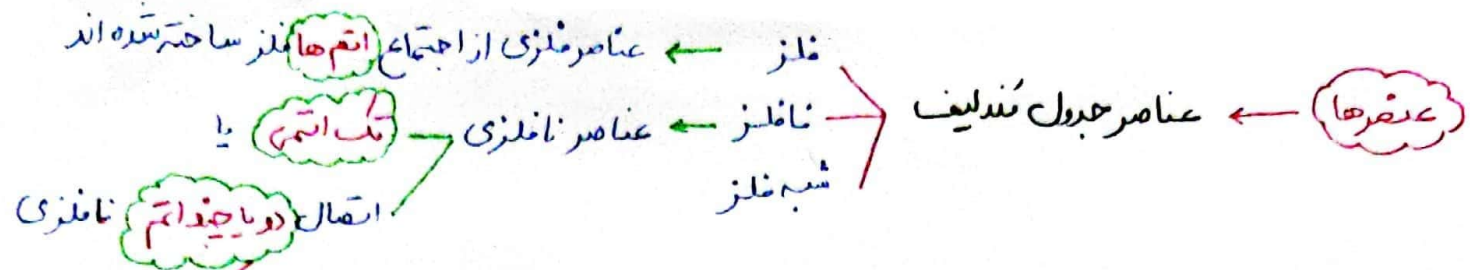 عنصرها ← عناصر جدول مندلیف
فلز ← عناصر فلزی از اجتماع اتم ها فلز ساخته شده اند
نافلز ← عناصر نافلزی تک اتمی یا
اتصال دو یا چند اتم نافلزی
شبه فلز